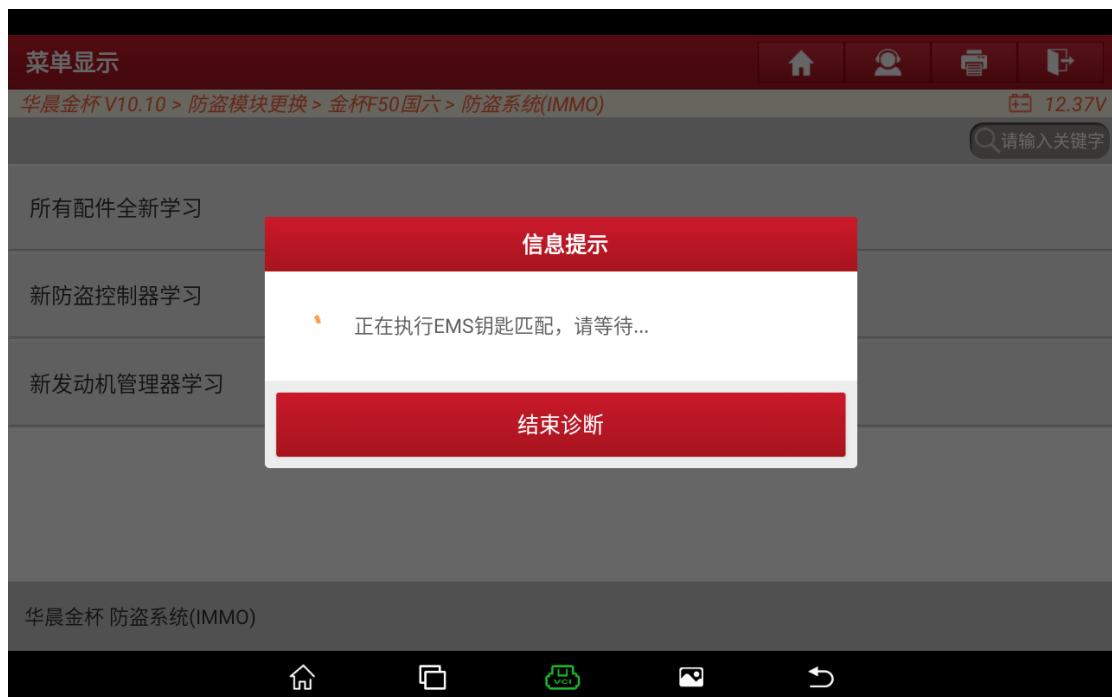 菜单显示
华晨金杯 V10.10 > 防盗模块更换 > 金杯F50国六 > 防盗系统(IMMO)
12.37V
请输入关键字
所有配件全新学习
信息提示
新防盗控制器学习
正在执行EMS钥匙匹配，请等待...
新发动机管理器学习
结束诊断
华晨金杯 防盗系统(IMMO)
VCI